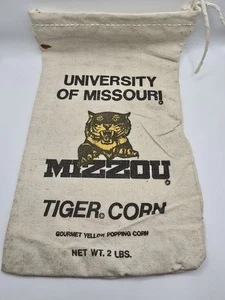 UNIVERSITY
OF MISSOURI
MIZZOU
TIGER© CORN
GOURMET YELLOW POPPING CORN
NET WT. 2 LBS.